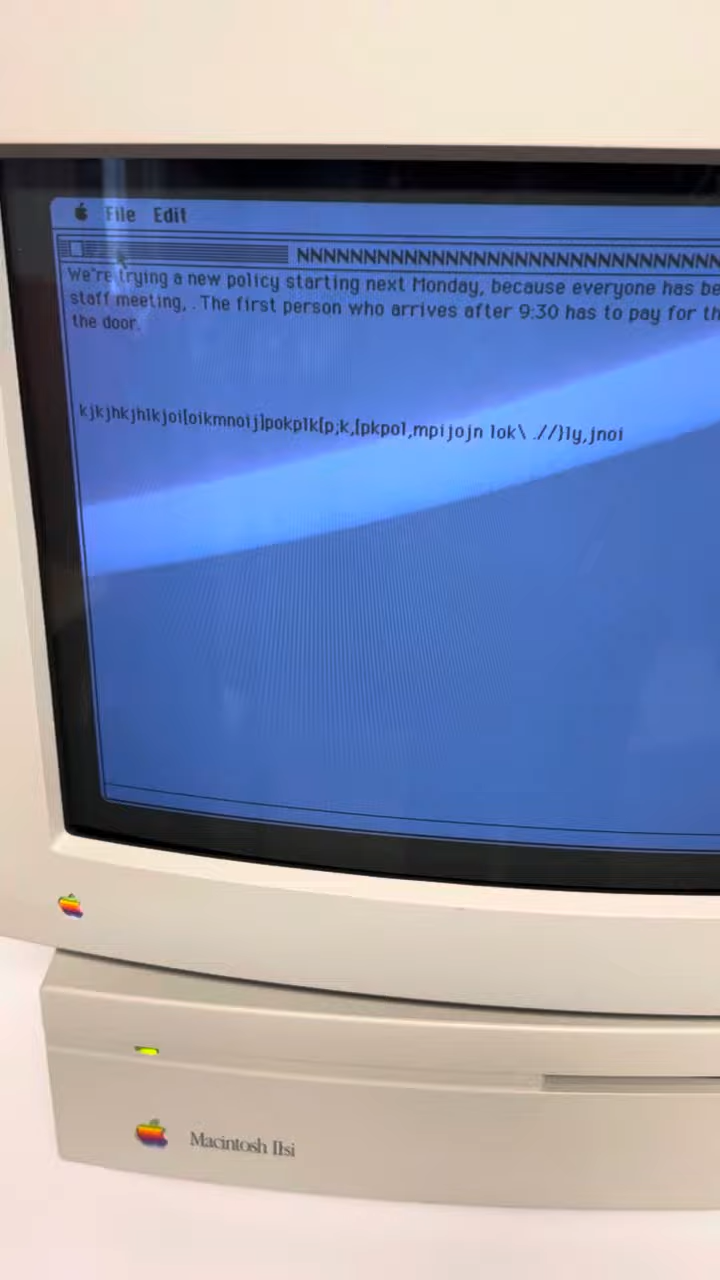 File Edit
NNNNNNNNNNNNNNNNNNNNNNNNNNNNNNNN
We're trying a new policy starting next Monday, because everyone has be
staff meeting, . The first person who arrives after 9:30 has to pay for th
the door.
kjkjhkjhlkjoi[oikmnoij]pokplk[p;k,[pkpol,mpijojn lok\ .//}ly,jnoi
Macintosh IIsi